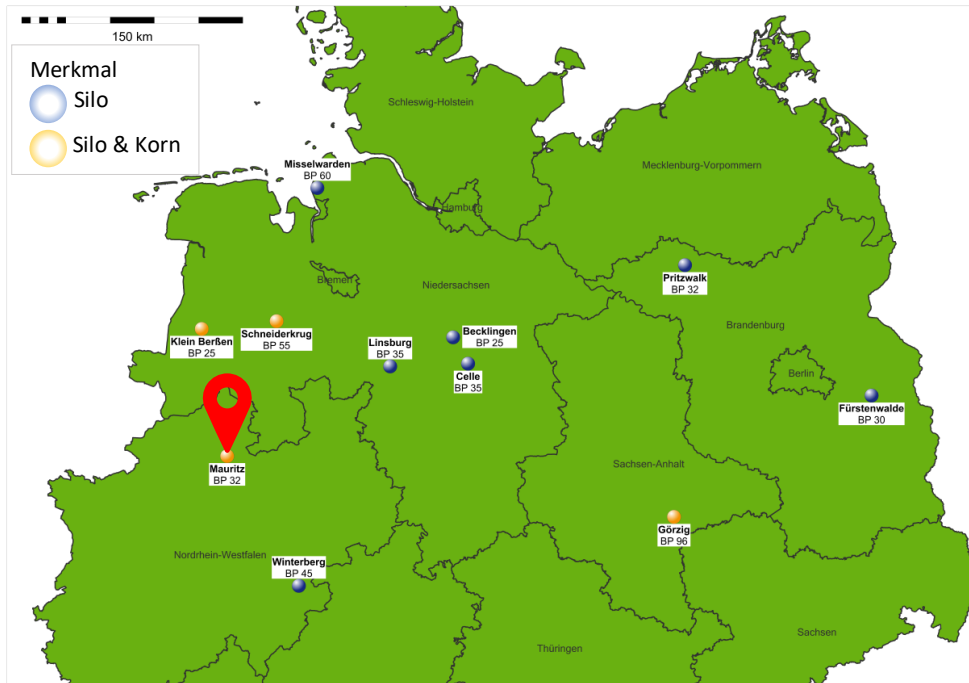 150 km
Merkmal
Silo
Silo & Korn
Schleswig-Holstein
Mecklenburg-Vorpommern
Misselwarden
BP 60
Hamburg
Pritzwalk
BP 32
Bremen
Niedersachsen
Brandenburg
Klein Berßen
BP 25
Schneiderkrug
BP 55
Linsburg
BP 35
Becklingen
BP 25
Celle
BP 35
Berlin
Fürstenwalde
BP 30
Mauritz
BP 32
Sachsen-Anhalt
Görzig
BP 96
Nordrhein-Westfalen
Winterberg
BP 45
Sachsen
Thüringen